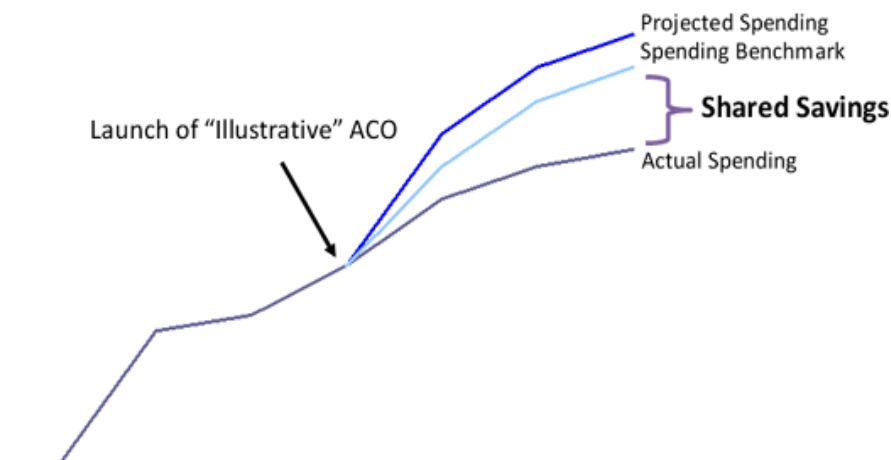 Projected Spending
Spending Benchmark
Shared Savings
Launch of “Illustrative” ACO
Actual Spending